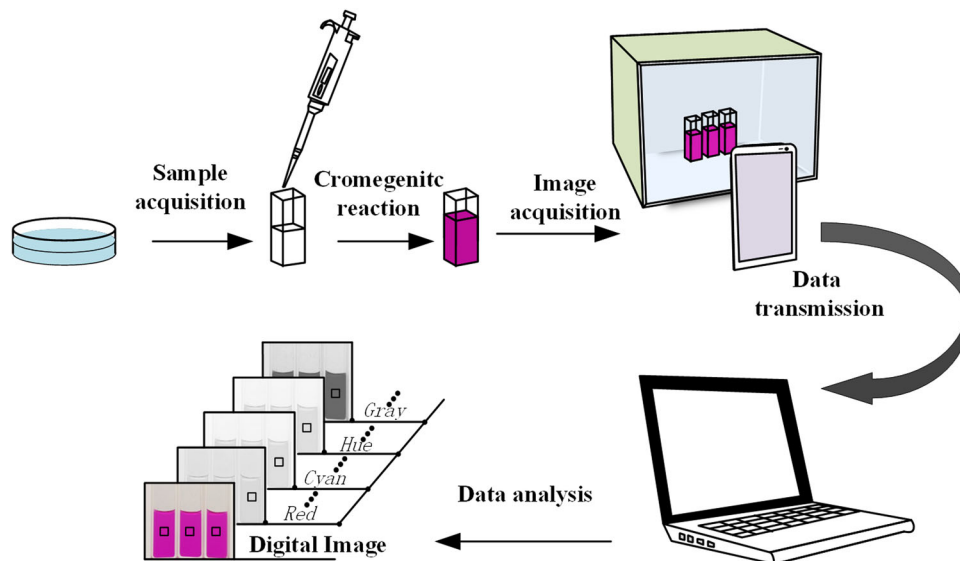 Sample
acquisition
Cromegenitc
reaction
Image
acquisition
Data
transmission
Gray
Hue
Cyan
Red
Digital Image
Data analysis